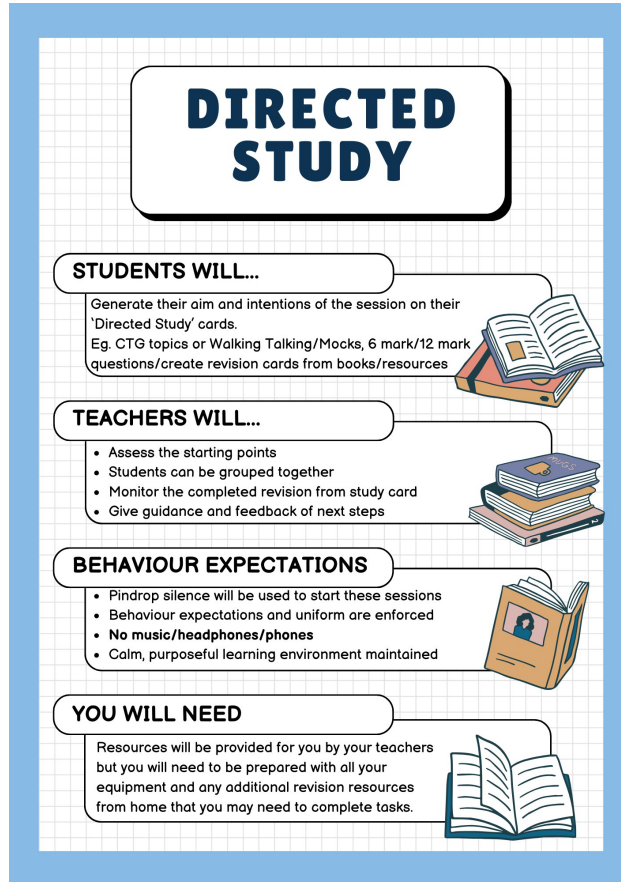 DIRECTED
STUDY
STUDENTS WILL...
Generate their aim and intentions of the session on their
'Directed Study' cards.
Eg. CTG topics or Walking Talking/Mocks, 6 mark/12 mark
questions/create revision cards from books/resources
TEACHERS WILL...
• Assess the starting points
• Students can be grouped together
• Monitor the completed revision from study card
• Give guidance and feedback of next steps
BEHAVIOUR EXPECTATIONS
• Pindrop silence will be used to start these sessions
• Behaviour expectations and uniform are enforced
• No music/headphones/phones
• Calm, purposeful learning environment maintained
YOU WILL NEED
Resources will be provided for you by your teachers
but you will need to be prepared with all your
equipment and any additional revision resources
from home that you may need to complete tasks.